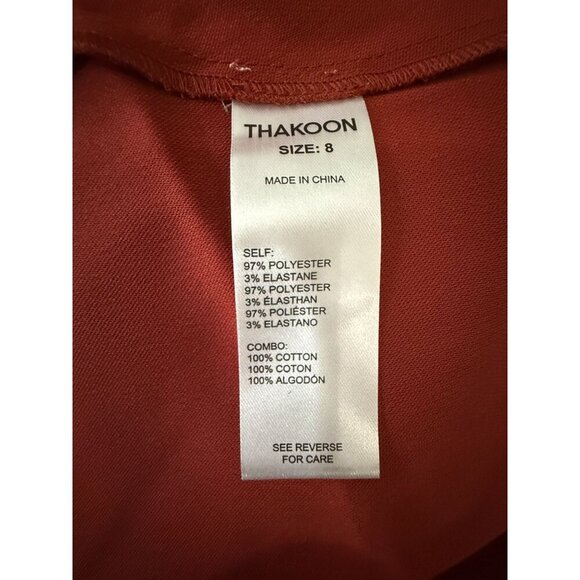 THAKOON
SIZE: 8
MADE IN CHINA
SELF:
97% POLYESTER
3% ELASTANE
97% POLYESTER
3% ÉLASTHAN
97% POLIÉSTER
3% ELASTANO
COMBO:
100% COTTON
100% COTON
100% ALGODÓN
SEE REVERSE
FOR CARE